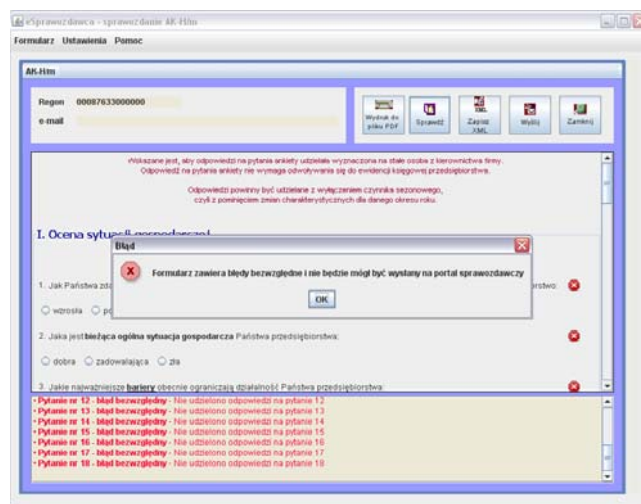 eSprawozdawca - sprawozdanie AK-H/m
Formularz Ustawienia Pomoc
AK-H/m
Regon 00087633000000
e-mail
Wydruk do
pliku PDF
Sprawdź
Zapisz
XML
Wyślij
Zamknij
Wskazane jest, aby odpowiedzi na pytania ankiety udzielała wyznaczona na stałe osoba z kierownictwa firmy.
Odpowiedź na pytania ankiety nie wymaga odwoływania się do ewidencji księgowej przedsiębiorstwa.
Odpowiedzi powinny być udzielane z wyłączeniem czynnika sezonowego,
czyli z pominięciem zmian charakterystycznych dla danego okresu roku.
I. Ocena sytuacji gospodarczej
Błąd
Formularz zawiera błędy bezwzględne i nie będzie mógł być wysłany na portal sprawozdawczy
OK
1. Jak Państwa
wzrosła
2. Jaka jest bieżąca ogólna sytuacja gospodarcza Państwa przedsiębiorstwa:
dobra zadowalająca zła
3. Jakie najważniejsze bariery obecnie ograniczają działalność Państwa przedsiębiorstwa:
• Pytanie nr 12 - błąd bezwzględny - Nie udzielono odpowiedzi na pytanie 12
• Pytanie nr 13 - błąd bezwzględny - Nie udzielono odpowiedzi na pytanie 13
• Pytanie nr 14 - błąd bezwzględny - Nie udzielono odpowiedzi na pytanie 14
• Pytanie nr 15 - błąd bezwzględny - Nie udzielono odpowiedzi na pytanie 15
• Pytanie nr 16 - błąd bezwzględny - Nie udzielono odpowiedzi na pytanie 16
• Pytanie nr 17 - błąd bezwzględny - Nie udzielono odpowiedzi na pytanie 17
• Pytanie nr 18 - błąd bezwzględny - Nie udzielono odpowiedzi na pytanie 18